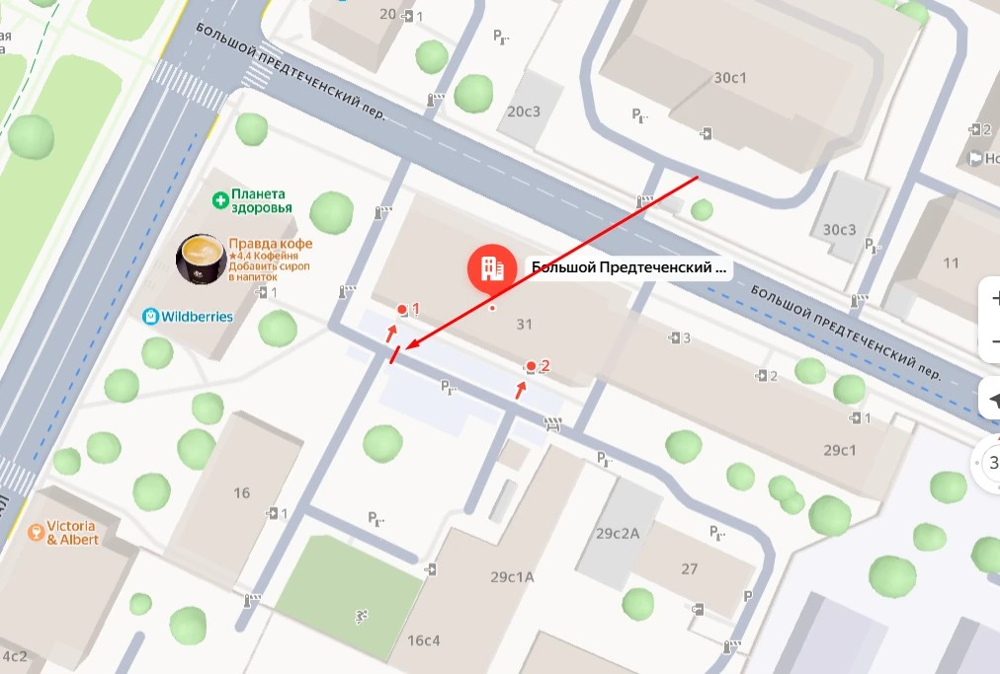 ая
а
20
1
БОЛЬШОЙ ПРЕДТЕЧЕНСКИЙ пер.
P
20с3
30с1
P
2
Но
Планета
здоровья
30с3
P
11
Правда кофе
★4,4 Кофейня
Добавить сироп
в напиток
1
Большой Предтеченский ...
БОЛЬШОЙ ПРЕДТЕЧЕНСКИЙ пер.
+
Wildberries
1
31
3
−
2
2
P
1
29с1
3
P
16
1
P
29с2А
P
Victoria
& Albert
29с1А
27
P
16с4
4с2